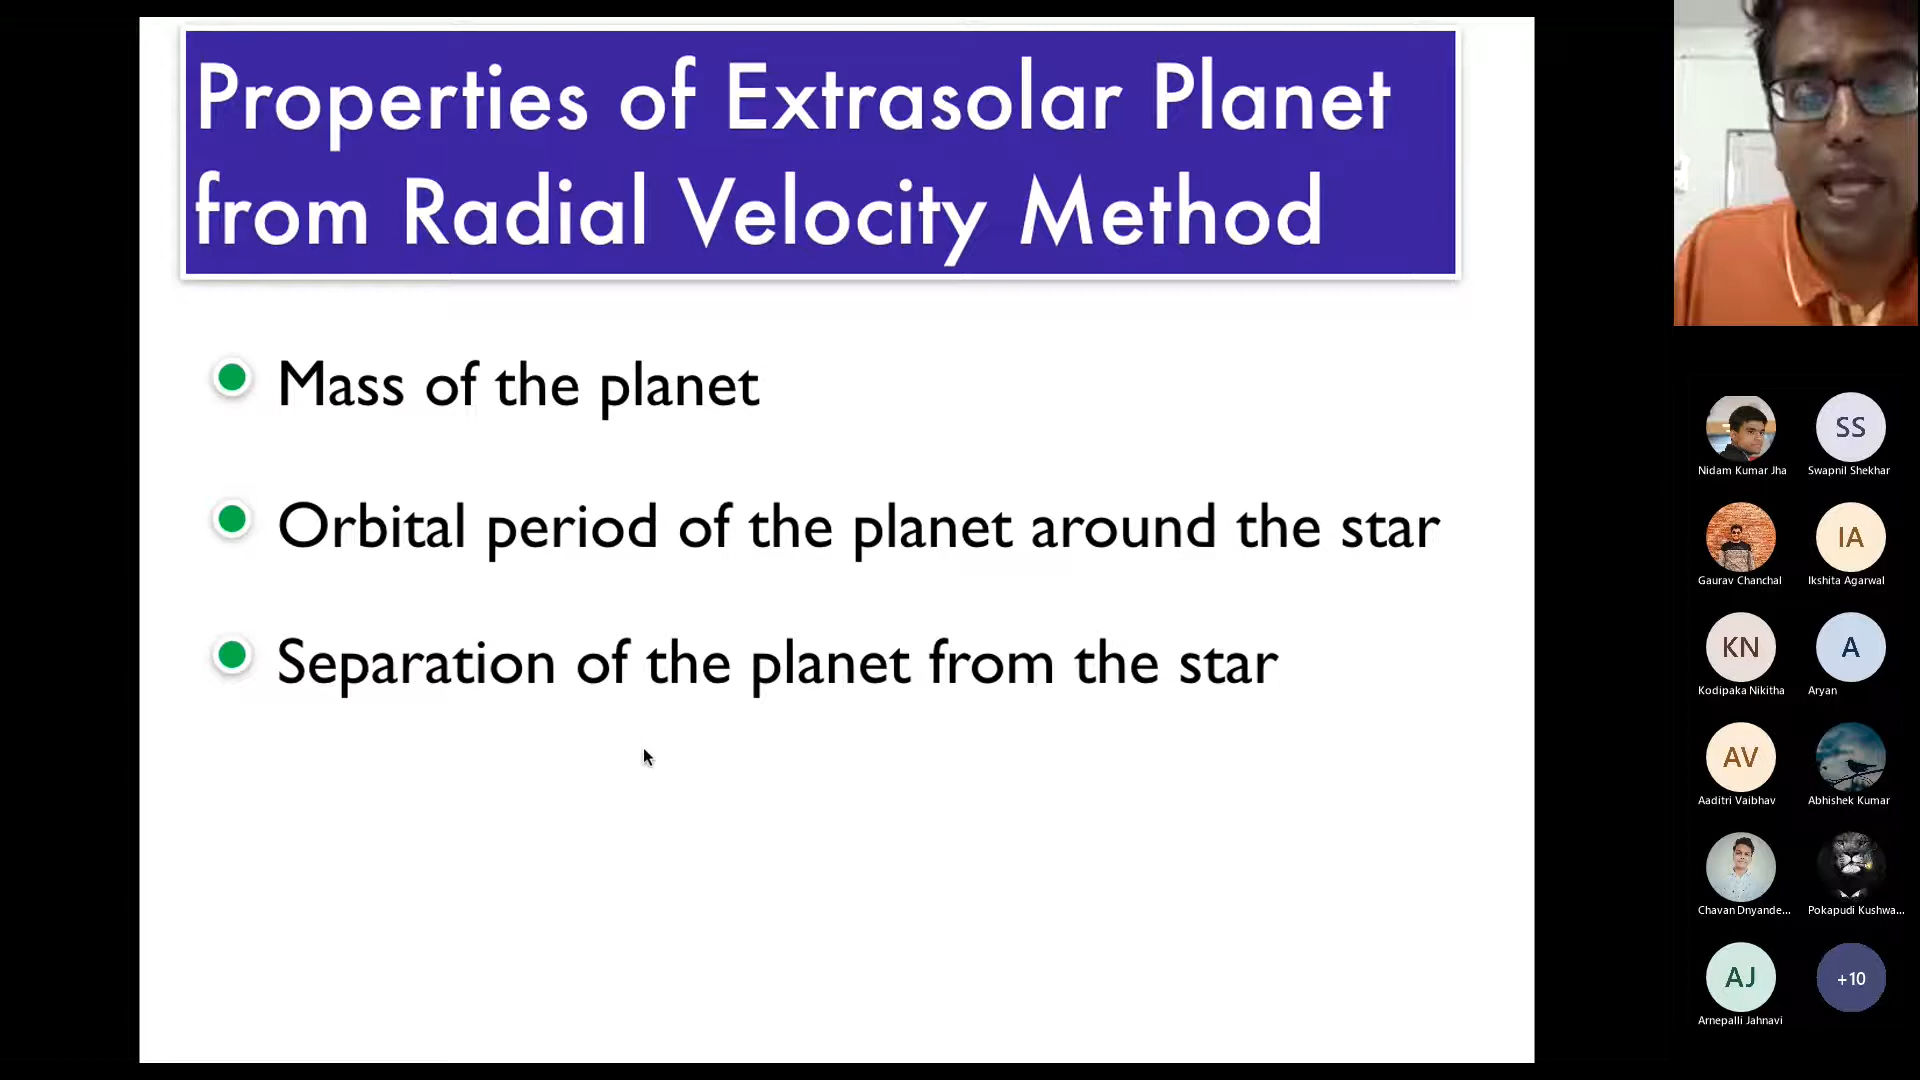 Properties of Extrasolar Planet
from Radial Velocity Method
Mass of the planet
Orbital period of the planet around the star
Separation of the planet from the star
Nidam Kumar Jha
SS
Swapnil Shekhar
Gaurav Chanchal
IA
Ikshita Agarwal
KN
Kodipaka Nikitha
A
Aryan
AV
Aaditri Vaibhav
Abhishek Kumar
Chavan Dnyande...
Pokapudi Kushwa...
AJ
Arnepalli Jahnavi
+10